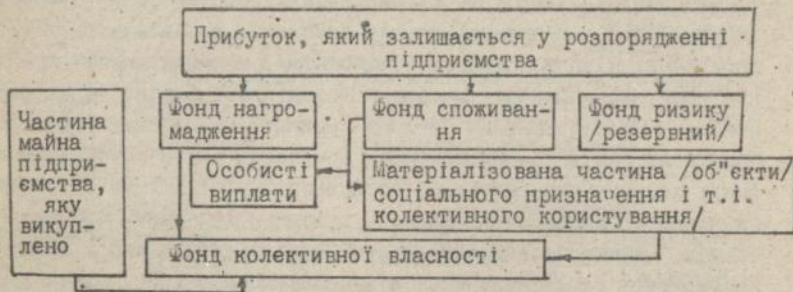 Прибуток, який залишається у розпорядженні
підприємства
Частина
майна
підпри-
ємства,
яку
викуп-
лено
Фонд нагро-
мадження
Фонд споживан-
ня
Фонд ризику
/резервний/
Особисті
виплати
Матеріалізована частина /об"єкти/
соціального призначення і т.і.
колективного користування/
Фонд колективної власності